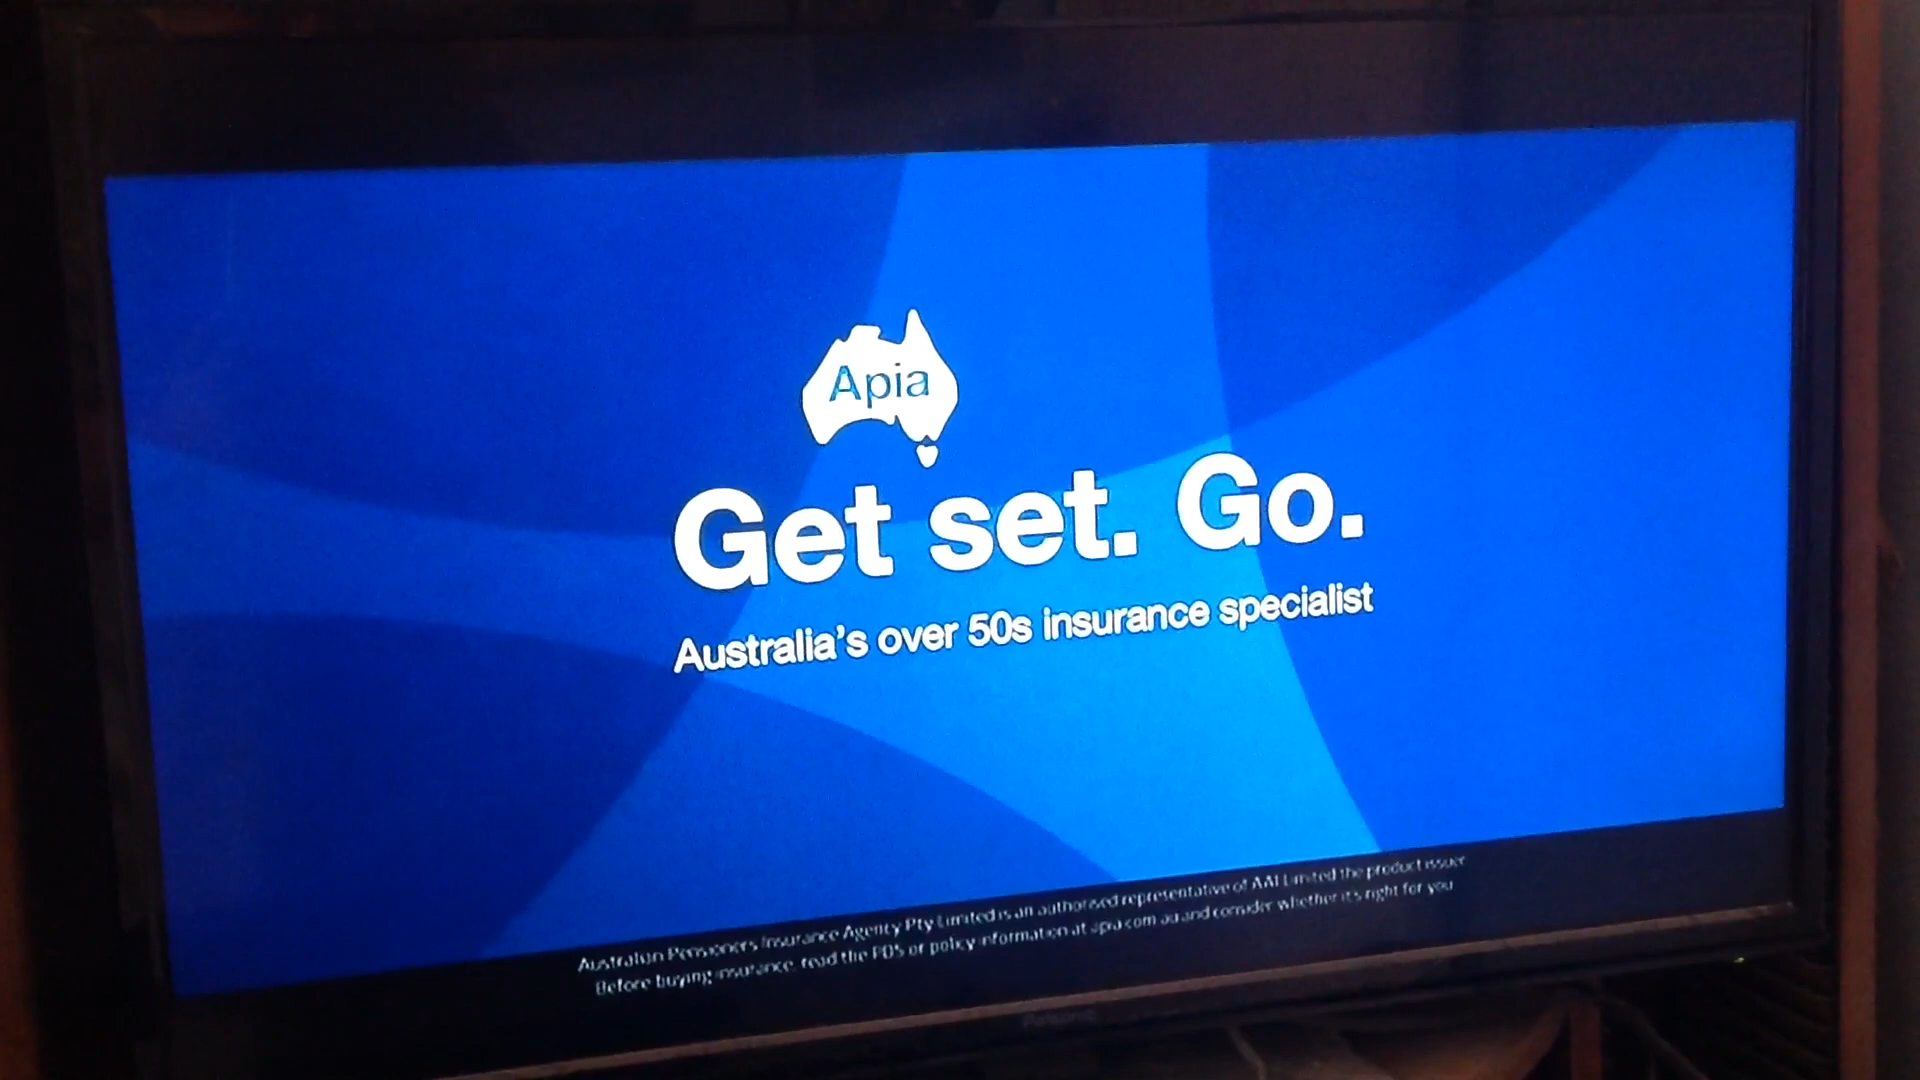 Apia
Get set. Go.
Australia's over 50s insurance specialist
Australian Pensioners Insurance Agency Pty Limited is an authorised representative of AAI Limited the product issuer
Before buying insurance, read the PDS or policy information at apia.com.au and consider whether it's right for you